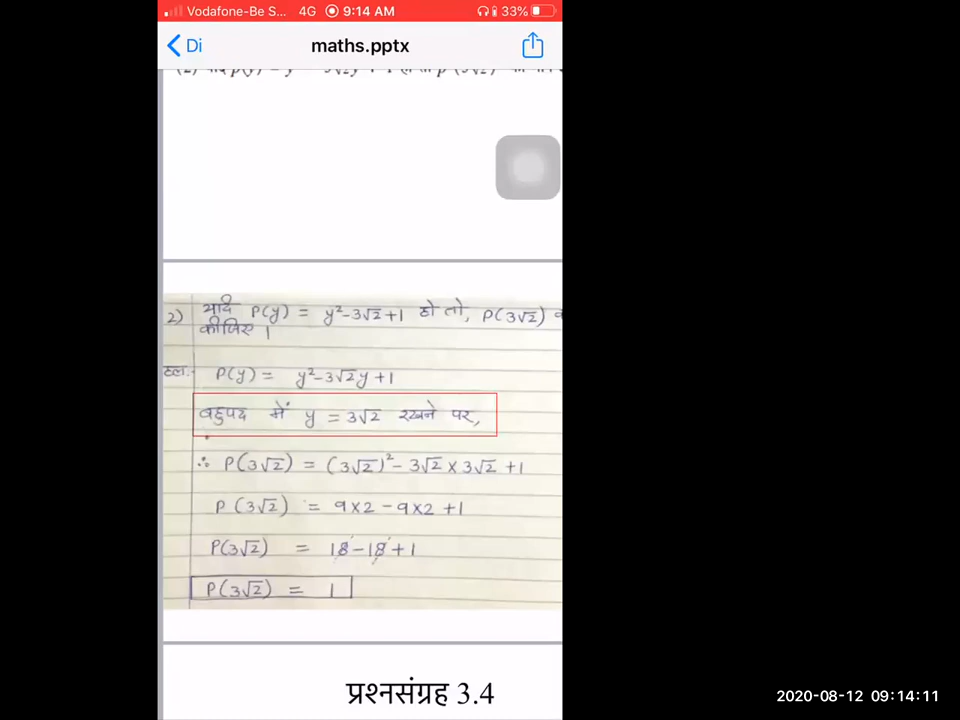 Vodafone-Be S... 4G 9:14 AM 33%
Di maths.pptx
2) यदि P(y) = y²-3√2+1 हो तो, P(3√2)
कीजिए ।
हल:- P(y) = y²-3√2y+1
बहुपद में y = 3√2 रखने पर,
∴ P(3√2) = (3√2)² - 3√2 × 3√2 +1
P(3√2) = 9×2 - 9×2 +1
P(3√2) = 18-18+1
P(3√2) = 1
प्रश्नसंग्रह 3.4
2020-08-12 09:14:11